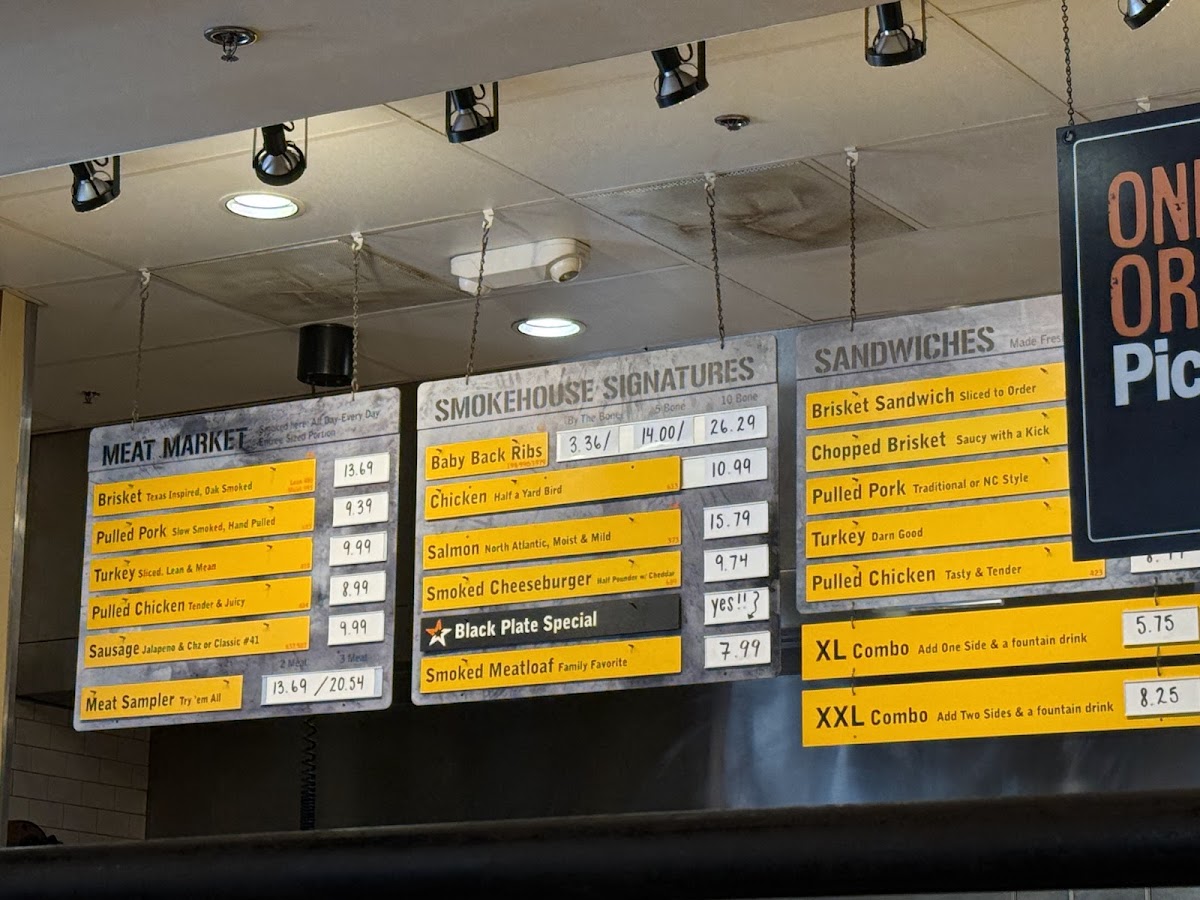 MEAT MARKET
Smoked here. All Day-Every Day
Entree Sized Portion
Brisket Texas Inspired, Oak Smoked 13.69
Pulled Pork Slow Smoked, Hand Pulled 9.39
Turkey Sliced. Lean & Mean 9.99
Pulled Chicken Tender & Juicy 8.99
Sausage Jalapeno & Chz or Classic #41 9.99
2 Meat 3 Meat
Meat Sampler Try 'em All 13.69 / 20.54
SMOKEHOUSE SIGNATURES
By The Bone 5 Bone 10 Bone
Baby Back Ribs 3.36/ 14.00/ 26.29
Chicken Half a Yard Bird 10.99
Salmon North Atlantic, Moist & Mild 15.79
Smoked Cheeseburger Half Pounder w/ Cheddar 9.74
Black Plate Special yes!!
Smoked Meatloaf Family Favorite 7.99
SANDWICHES Made Fres
Brisket Sandwich Sliced to Order
Chopped Brisket Saucy with a Kick
Pulled Pork Traditional or NC Style
Turkey Darn Good
Pulled Chicken Tasty & Tender
XL Combo Add One Side & a fountain drink 5.75
XXL Combo Add Two Sides & a fountain drink 8.25
ON
OR
Pic